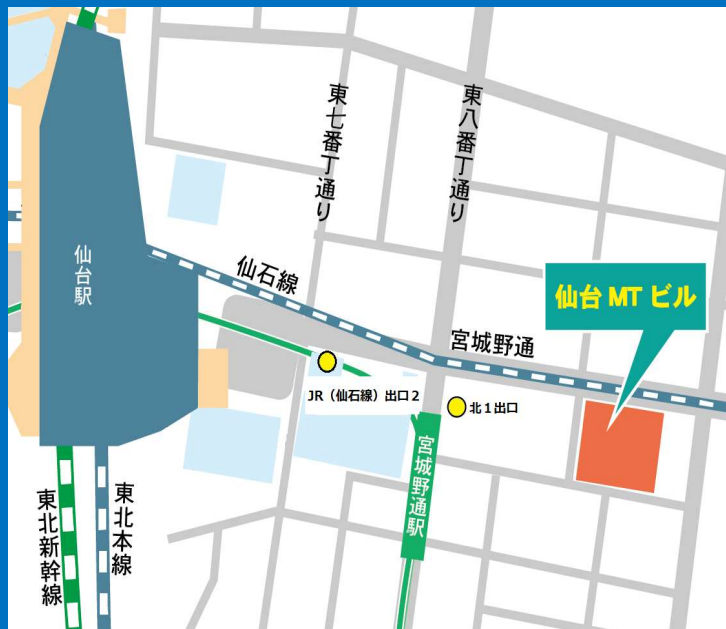 東七番丁通り
東八番丁通り
仙台駅
仙石線
仙台 MT ビル
宮城野通
JR（仙石線）出口２
北１出口
宮城野通駅
東北新幹線
東北本線